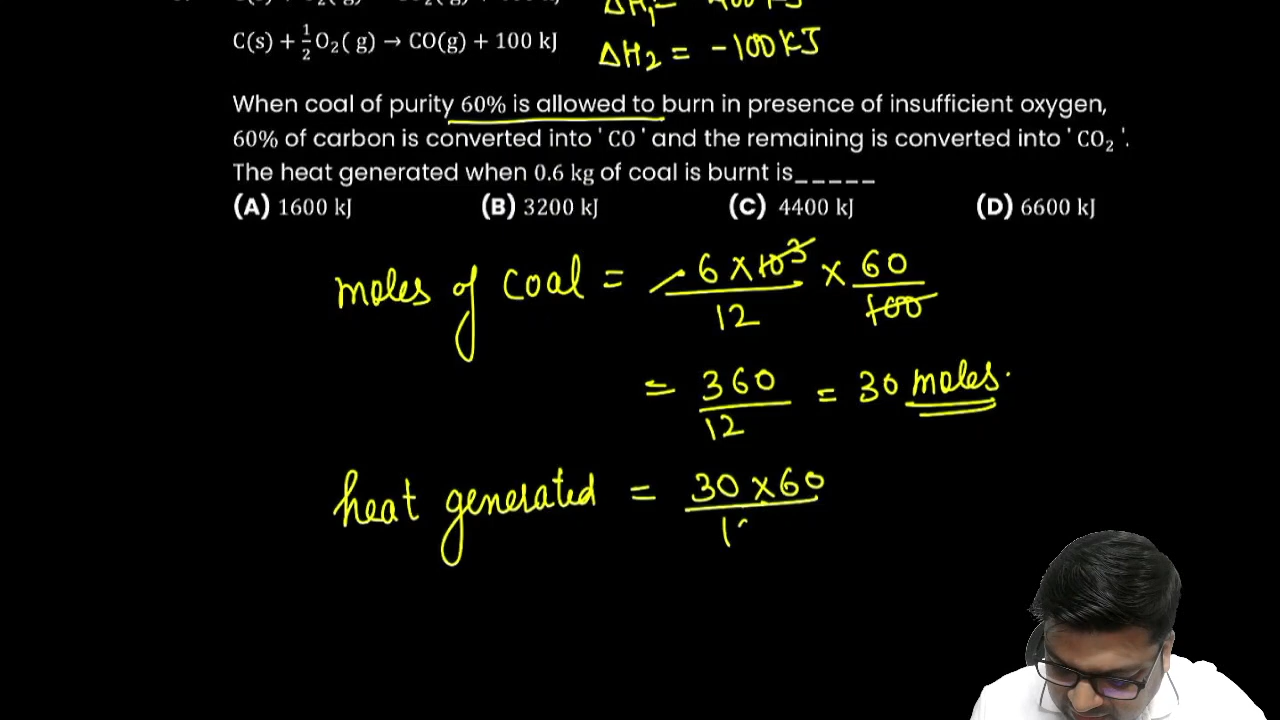 C(s) + 1/2 O₂( g) → CO(g) + 100 kJ
ΔH₂ = -100 KJ
When coal of purity 60% is allowed to burn in presence of insufficient oxygen,
60% of carbon is converted into ' CO ' and the remaining is converted into ' CO₂ '.
The heat generated when 0.6 kg of coal is burnt is_____
(A) 1600 kJ (B) 3200 kJ (C) 4400 kJ (D) 6600 kJ
moles of coal = .6 × 10³ / 12 × 60 / 100
= 360 / 12 = 30 moles.
heat generated = 30 × 60